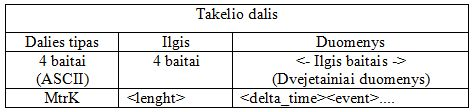 Takelio dalis
Dalies tipas Ilgis Duomenys
4 baitai 4 baitai <- Ilgis baitais ->
(ASCII) (Dvejetainiai duomenys)
MtrK <lenght> <delta_time><event>....